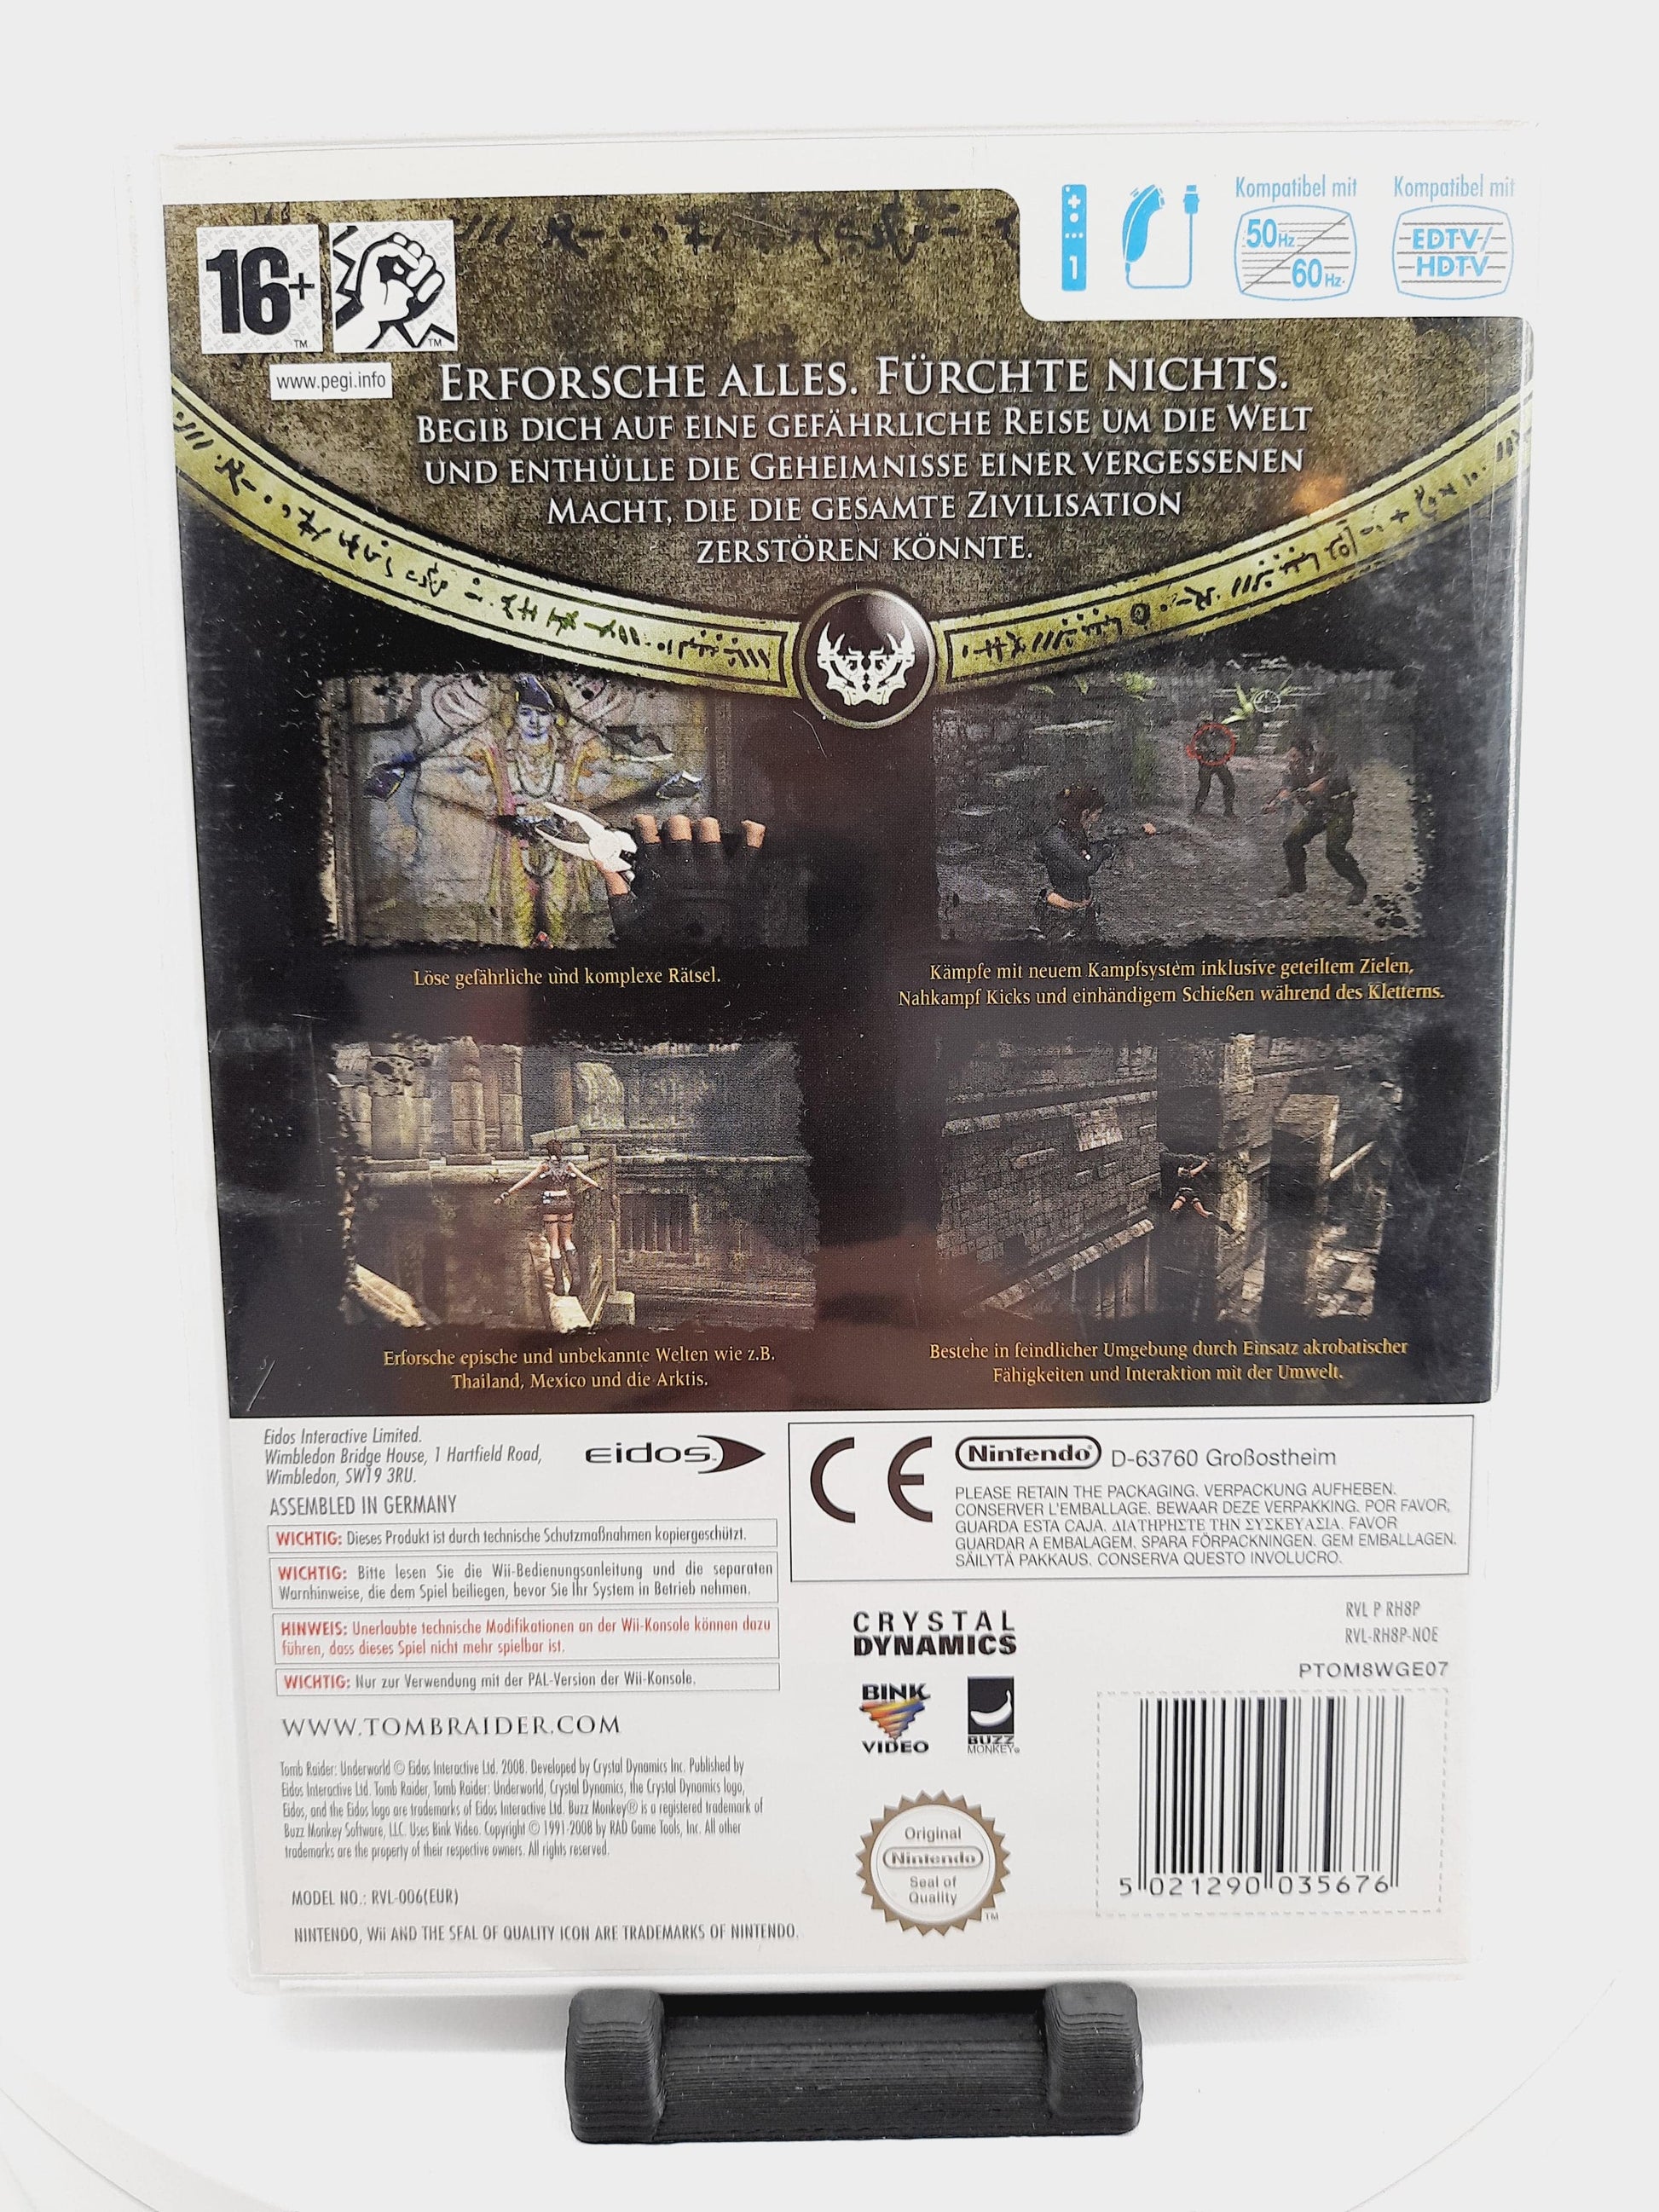 16+
TM
TM
www.pegi.info
1
Kompatibel mit
50Hz
60Hz
Kompatibel mit
EDTV/
HDTV
ERFORSCHE ALLES. FÜRCHTE NICHTS.
BEGIB DICH AUF EINE GEFÄHRLICHE REISE UM DIE WELT
UND ENTHÜLLE DIE GEHEIMNISSE EINER VERGESSENEN
MACHT, DIE DIE GESAMTE ZIVILISATION
ZERSTÖREN KÖNNTE.
Löse gefährliche und komplexe Rätsel.
Kämpfe mit neuem Kampfsystem inklusive geteiltem Zielen,
Nahkampf Kicks und einhändigem Schießen während des Kletterns.
Erforsche epische und unbekannte Welten wie z.B.
Thailand, Mexico und die Arktis.
Bestehe in feindlicher Umgebung durch Einsatz akrobatischer
Fähigkeiten und Interaktion mit der Umwelt.
Eidos Interactive Limited.
Wimbledon Bridge House, 1 Hartfield Road,
Wimbledon, SW19 3RU.
ASSEMBLED IN GERMANY
eidos
WICHTIG: Dieses Produkt ist durch technische Schutzmaßnahmen kopiergeschützt.
WICHTIG: Bitte lesen Sie die Wii-Bedienungsanleitung und die separaten
Warnhinweise, die dem Spiel beiliegen, bevor Sie Ihr System in Betrieb nehmen.
HINWEIS: Unerlaubte technische Modifikationen an der Wii-Konsole können dazu
führen, dass dieses Spiel nicht mehr spielbar ist.
WICHTIG: Nur zur Verwendung mit der PAL-Version der Wii-Konsole.
WWW.TOMBRAIDER.COM
Tomb Raider: Underworld © Eidos Interactive Ltd. 2008. Developed by Crystal Dynamics Inc. Published by
Eidos Interactive Ltd. Tomb Raider, Tomb Raider: Underworld, Crystal Dynamics, the Crystal Dynamics logo,
Eidos, and the Eidos logo are trademarks of Eidos Interactive Ltd. Buzz Monkey® is a registered trademark of
Buzz Monkey Software, LLC. Uses Bink Video. Copyright © 1991-2008 by RAD Game Tools, Inc. All other
trademarks are the property of their respective owners. All rights reserved.
MODEL NO.: RVL-006(EUR)
NINTENDO, Wii AND THE SEAL OF QUALITY ICON ARE TRADEMARKS OF NINTENDO.
CE
Nintendo® D-63760 Großostheim
PLEASE RETAIN THE PACKAGING. VERPACKUNG AUFHEBEN.
CONSERVER L'EMBALLAGE. BEWAAR DEZE VERPAKKING. POR FAVOR,
GUARDA ESTA CAJA. ΔΙΑΤΗΡΗΣΤΕ ΤΗΝ ΣΥΣΚΕΥΑΣΙΑ. FAVOR
GUARDAR A EMBALAGEM. SPARA FÖRPACKNINGEN. GEM EMBALLAGEN.
SÄILYTÄ PAKKAUS. CONSERVA QUESTO INVOLUCRO.
CRYSTAL
DYNAMICS
BINK
VIDEO
BUZZ
MONKEY®
RVL P RH8P
RVL-RH8P-NOE
PTOM8WGE07
Original
Nintendo
Seal of
Quality
TM
5 021290 035676